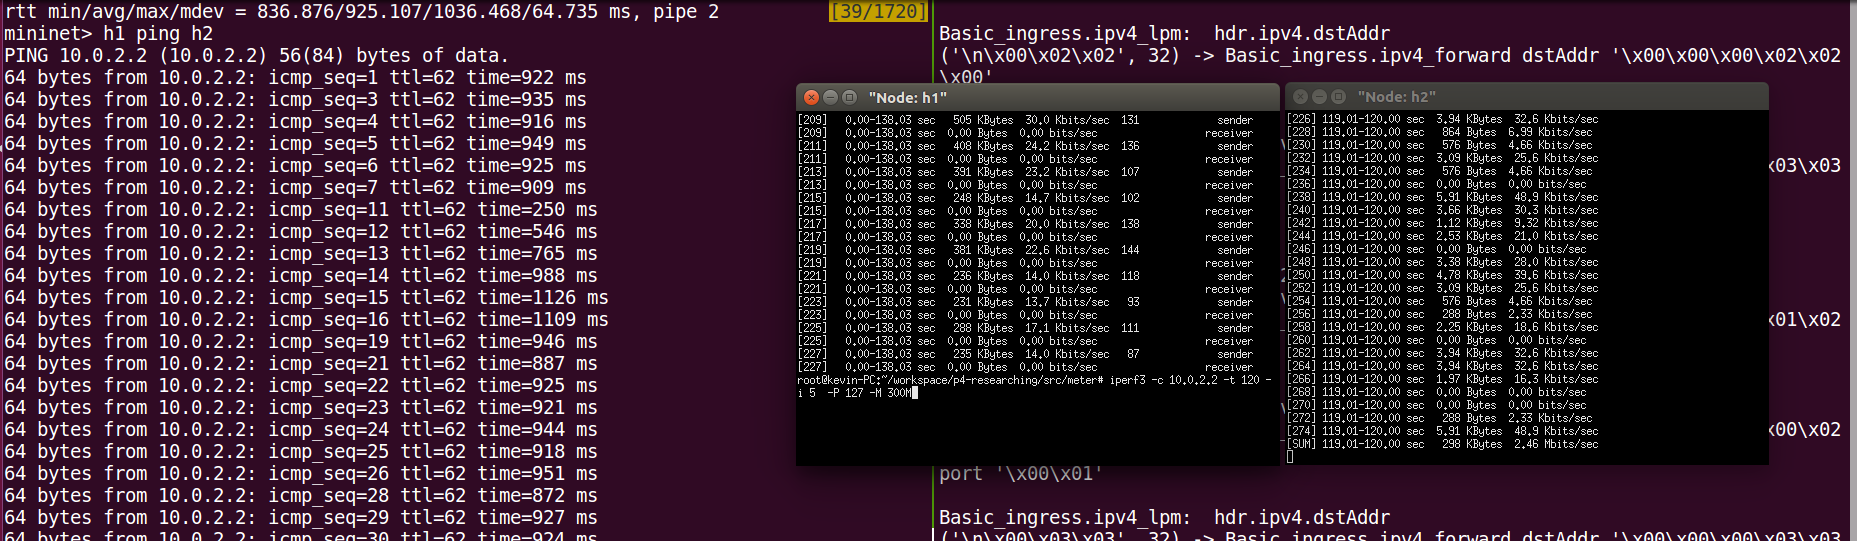 rtt min/avg/max/mdev = 836.876/925.107/1036.468/64.735 ms, pipe 2
[39/1720]
mininet> h1 ping h2
PING 10.0.2.2 (10.0.2.2) 56(84) bytes of data.
64 bytes from 10.0.2.2: icmp_seq=1 ttl=62 time=922 ms
64 bytes from 10.0.2.2: icmp_seq=3 ttl=62 time=935 ms
64 bytes from 10.0.2.2: icmp_seq=4 ttl=62 time=916 ms
64 bytes from 10.0.2.2: icmp_seq=5 ttl=62 time=949 ms
64 bytes from 10.0.2.2: icmp_seq=6 ttl=62 time=925 ms
64 bytes from 10.0.2.2: icmp_seq=7 ttl=62 time=909 ms
64 bytes from 10.0.2.2: icmp_seq=11 ttl=62 time=250 ms
64 bytes from 10.0.2.2: icmp_seq=12 ttl=62 time=546 ms
64 bytes from 10.0.2.2: icmp_seq=13 ttl=62 time=765 ms
64 bytes from 10.0.2.2: icmp_seq=14 ttl=62 time=988 ms
64 bytes from 10.0.2.2: icmp_seq=15 ttl=62 time=1126 ms
64 bytes from 10.0.2.2: icmp_seq=16 ttl=62 time=1109 ms
64 bytes from 10.0.2.2: icmp_seq=19 ttl=62 time=946 ms
64 bytes from 10.0.2.2: icmp_seq=21 ttl=62 time=887 ms
64 bytes from 10.0.2.2: icmp_seq=22 ttl=62 time=925 ms
64 bytes from 10.0.2.2: icmp_seq=23 ttl=62 time=921 ms
64 bytes from 10.0.2.2: icmp_seq=24 ttl=62 time=944 ms
64 bytes from 10.0.2.2: icmp_seq=25 ttl=62 time=918 ms
64 bytes from 10.0.2.2: icmp_seq=26 ttl=62 time=951 ms
64 bytes from 10.0.2.2: icmp_seq=28 ttl=62 time=872 ms
64 bytes from 10.0.2.2: icmp_seq=29 ttl=62 time=927 ms
64 bytes from 10.0.2.2: icmp_seq=30 ttl=62 time=924 ms
Basic_ingress.ipv4_lpm:  hdr.ipv4.dstAddr
('\n\x00\x02\x02', 32) -> Basic_ingress.ipv4_forward dstAddr '\x00\x00\x00\x02\x02
\x00'
"Node: h1"
[209]   0.00-138.03 sec   505 KBytes  30.0 Kbits/sec  131             sender
[209]   0.00-138.03 sec  0.00 Bytes  0.00 bits/sec                  receiver
[211]   0.00-138.03 sec   408 KBytes  24.2 Kbits/sec  136             sender
[211]   0.00-138.03 sec  0.00 Bytes  0.00 bits/sec                  receiver
[213]   0.00-138.03 sec   391 KBytes  23.2 Kbits/sec  107             sender
[213]   0.00-138.03 sec  0.00 Bytes  0.00 bits/sec                  receiver
[215]   0.00-138.03 sec   248 KBytes  14.7 Kbits/sec  102             sender
[215]   0.00-138.03 sec  0.00 Bytes  0.00 bits/sec                  receiver
[217]   0.00-138.03 sec   338 KBytes  20.0 Kbits/sec  138             sender
[217]   0.00-138.03 sec  0.00 Bytes  0.00 bits/sec                  receiver
[219]   0.00-138.03 sec   381 KBytes  22.6 Kbits/sec  144             sender
[219]   0.00-138.03 sec  0.00 Bytes  0.00 bits/sec                  receiver
[221]   0.00-138.03 sec   236 KBytes  14.0 Kbits/sec  118             sender
[221]   0.00-138.03 sec  0.00 Bytes  0.00 bits/sec                  receiver
[223]   0.00-138.03 sec   231 KBytes  13.7 Kbits/sec   93             sender
[223]   0.00-138.03 sec  0.00 Bytes  0.00 bits/sec                  receiver
[225]   0.00-138.03 sec   288 KBytes  17.1 Kbits/sec  111             sender
[225]   0.00-138.03 sec  0.00 Bytes  0.00 bits/sec                  receiver
[227]   0.00-138.03 sec   235 KBytes  14.0 Kbits/sec   87             sender
[227]   0.00-138.03 sec  0.00 Bytes  0.00 bits/sec                  receiver
root@kevin-PC:~/workspace/p4-researching/src/meter# iperf3 -c 10.0.2.2 -t 120 -
i 5  -P 127 -M 300M
"Node: h2"
[226] 119.01-120.00 sec  3.94 KBytes  32.6 Kbits/sec
[228] 119.01-120.00 sec   864 Bytes  6.99 Kbits/sec
[230] 119.01-120.00 sec   576 Bytes  4.66 Kbits/sec
[232] 119.01-120.00 sec  3.09 KBytes  25.6 Kbits/sec
[234] 119.01-120.00 sec   576 Bytes  4.66 Kbits/sec
[236] 119.01-120.00 sec  0.00 Bytes  0.00 bits/sec
[238] 119.01-120.00 sec  5.91 KBytes  48.9 Kbits/sec
[240] 119.01-120.00 sec  3.66 KBytes  30.3 Kbits/sec
[242] 119.01-120.00 sec  1.12 KBytes  9.32 Kbits/sec
[244] 119.01-120.00 sec  2.53 KBytes  21.0 Kbits/sec
[246] 119.01-120.00 sec  0.00 Bytes  0.00 bits/sec
[248] 119.01-120.00 sec  3.38 KBytes  28.0 Kbits/sec
[250] 119.01-120.00 sec  4.78 KBytes  39.6 Kbits/sec
[252] 119.01-120.00 sec  3.09 KBytes  25.6 Kbits/sec
[254] 119.01-120.00 sec   576 Bytes  4.66 Kbits/sec
[256] 119.01-120.00 sec   288 Bytes  2.33 Kbits/sec
[258] 119.01-120.00 sec  2.25 KBytes  18.6 Kbits/sec
[260] 119.01-120.00 sec  0.00 Bytes  0.00 bits/sec
[262] 119.01-120.00 sec  3.94 KBytes  32.6 Kbits/sec
[264] 119.01-120.00 sec  3.94 KBytes  32.6 Kbits/sec
[266] 119.01-120.00 sec  1.97 KBytes  16.3 Kbits/sec
[268] 119.01-120.00 sec  0.00 Bytes  0.00 bits/sec
[270] 119.01-120.00 sec  0.00 Bytes  0.00 bits/sec
[272] 119.01-120.00 sec   288 Bytes  2.33 Kbits/sec
[274] 119.01-120.00 sec  5.91 KBytes  48.9 Kbits/sec
[SUM] 119.01-120.00 sec   298 KBytes  2.46 Mbits/sec
x03\x03
x01\x02
x00\x02
port '\x00\x01'
Basic_ingress.ipv4_lpm:  hdr.ipv4.dstAddr
('\n\x00\x03\x03', 32) -> Basic_ingress.ipv4_forward dstAddr '\x00\x00\x00\x03\x03